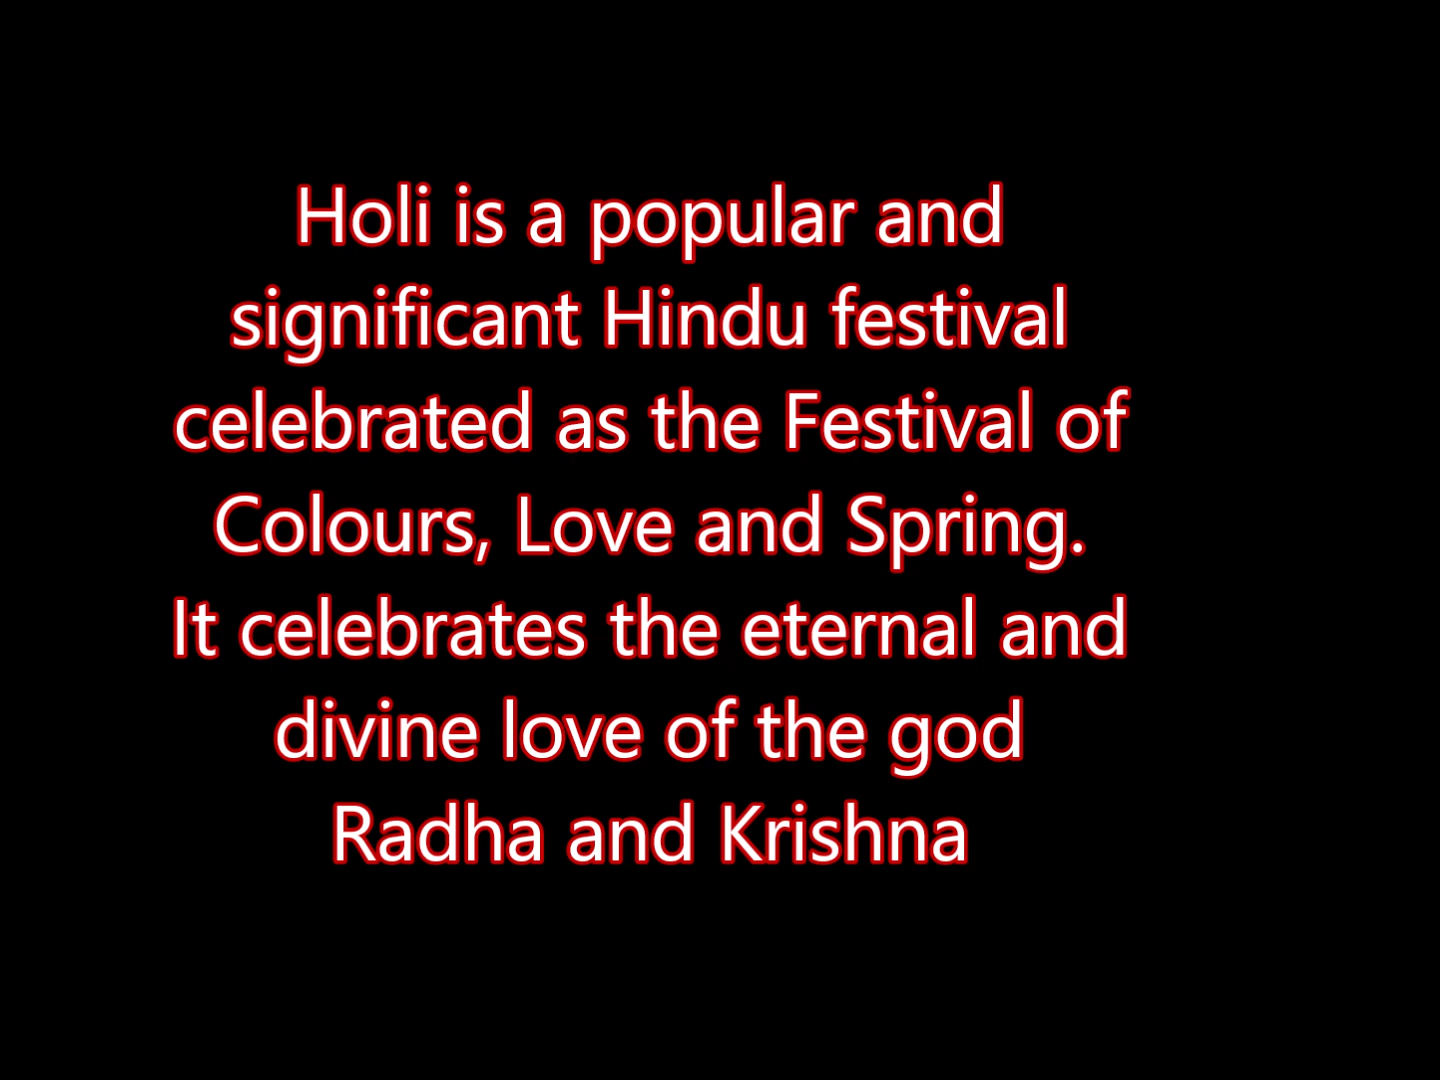 Holi is a popular and
significant Hindu festival
celebrated as the Festival of
Colours, Love and Spring.
It celebrates the eternal and
divine love of the god
Radha and Krishna